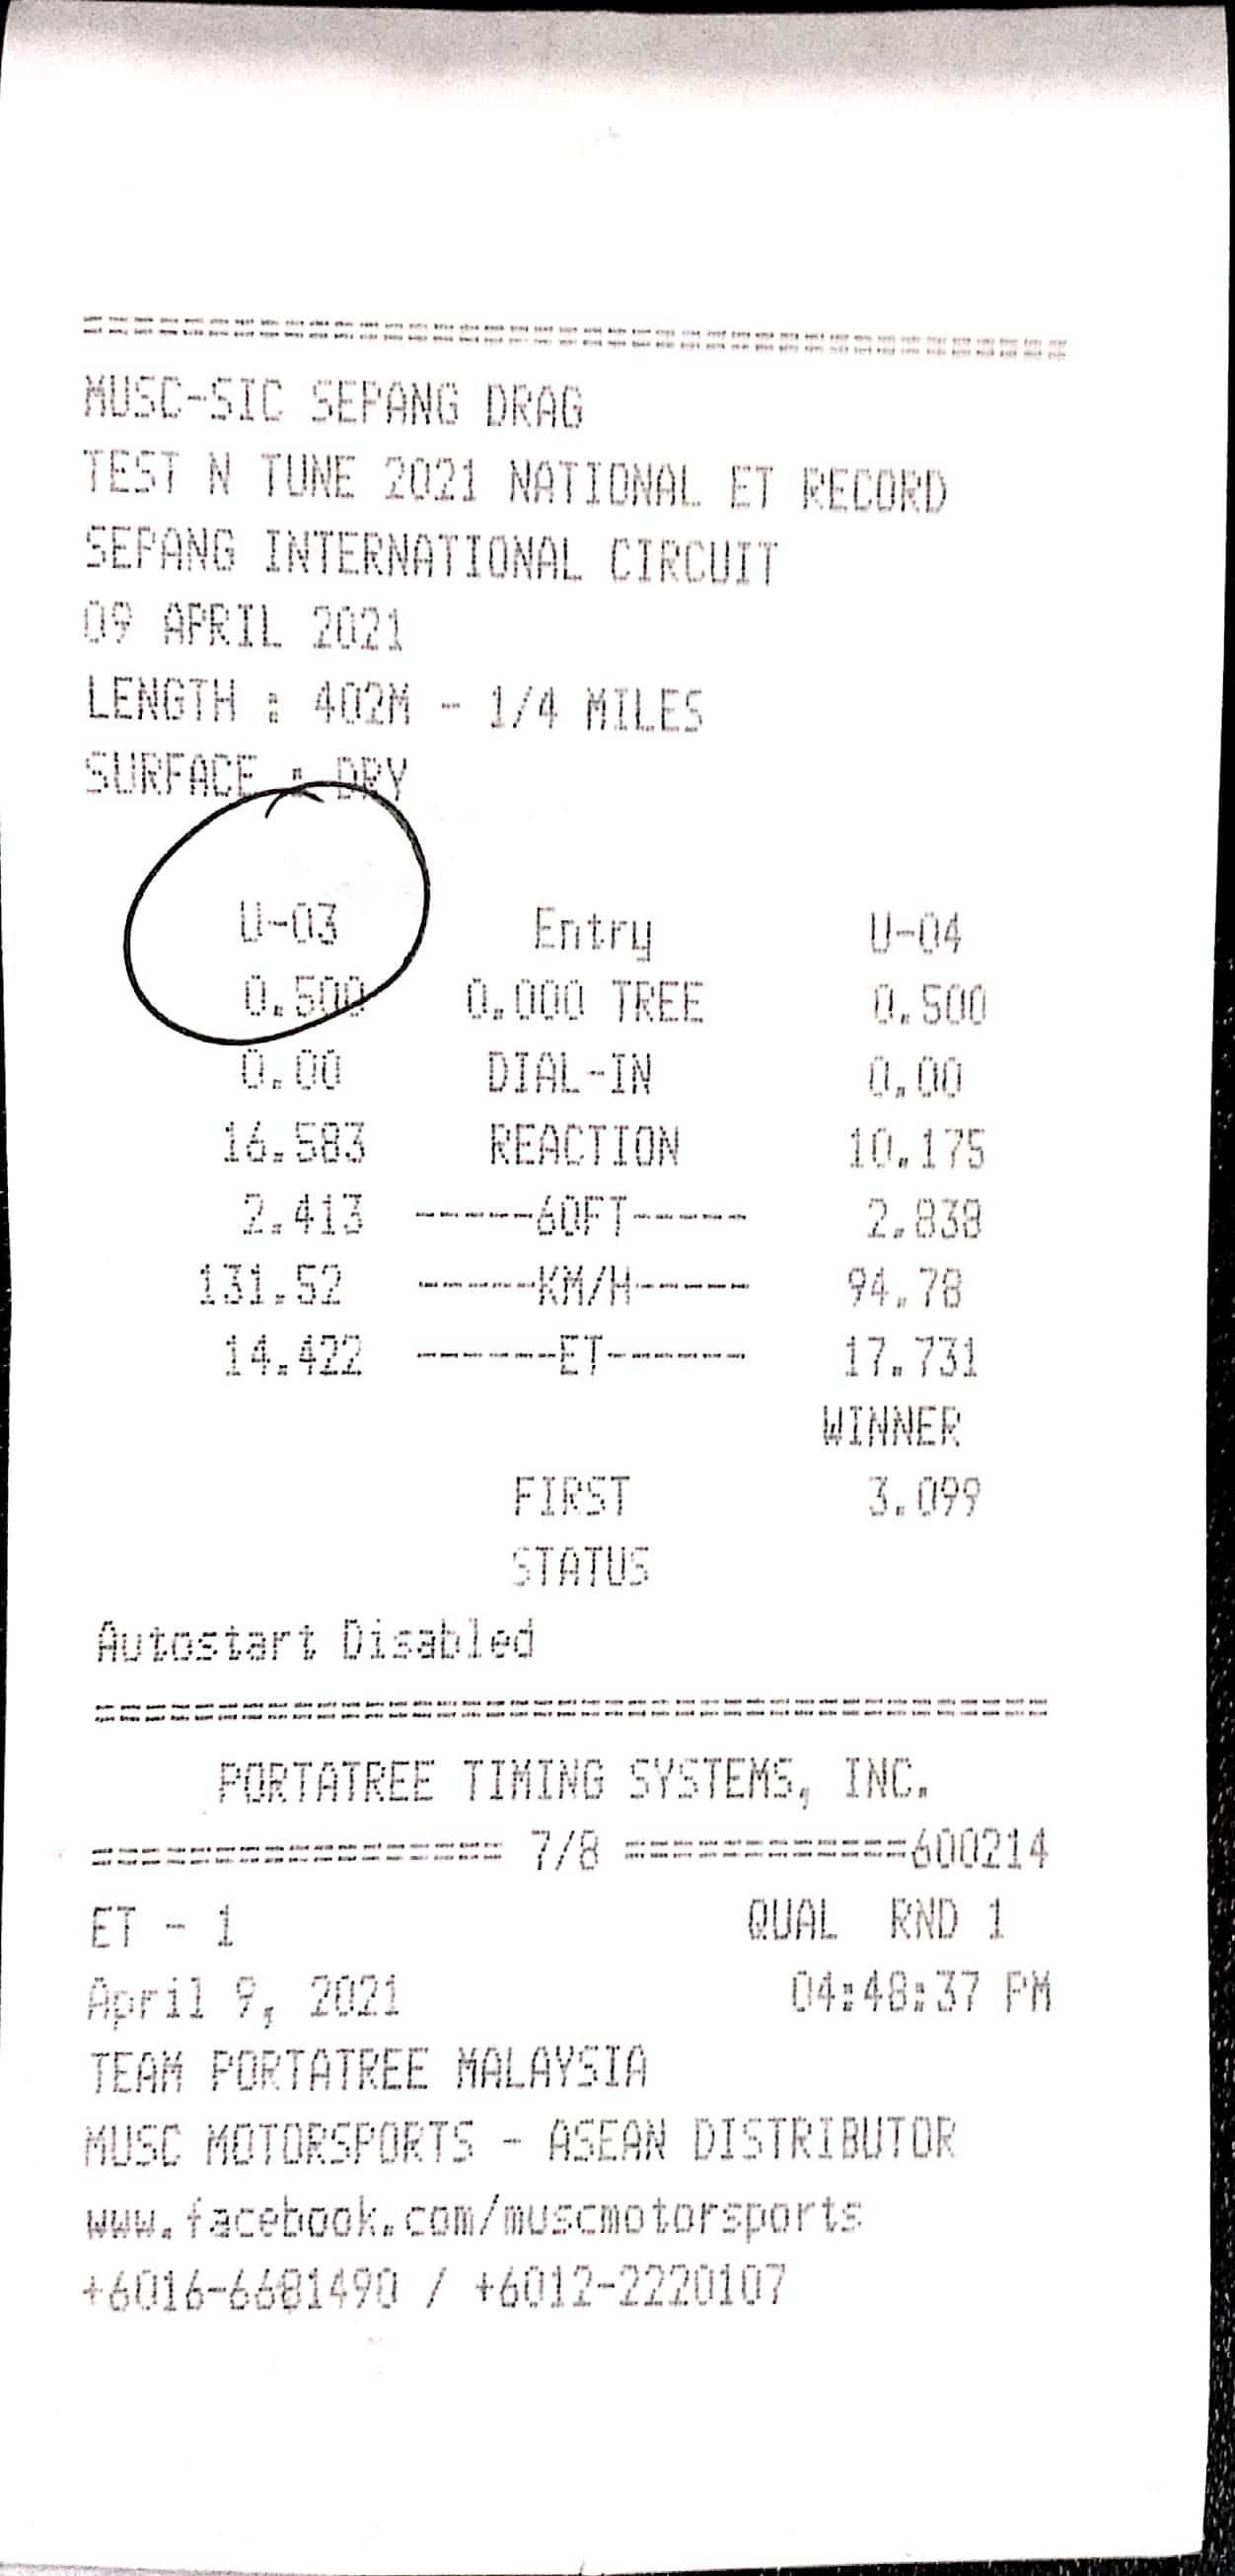 MUSC-SIC SEPANG DRAG
TEST N TUNE 2021 NATIONAL ET RECORD
SEPANG INTERNATIONAL CIRCUIT
09 APRIL 2021
LENGTH : 402M - 1/4 MILES
SURFACE : DRY
U-03 Entry U-04
0.500 0.000 TREE 0.500
0.00 DIAL-IN 0.00
16.583 REACTION 10.175
2.413 ------60FT------ 2.838
131.52 ------KM/H------ 94.78
14.422 -------ET------- 17.731
WINNER
FIRST 3.099
STATUS
Autostart Disabled
PORTATREE TIMING SYSTEMS, INC.
================ 7/8 ===========600214
ET - 1 QUAL RND 1
April 9, 2021 04:48:37 PM
TEAM PORTATREE MALAYSIA
MUSC MOTORSPORTS - ASEAN DISTRIBUTOR
www.facebook.com/muscmotorsports
+6016-6681490 / +6012-2220107